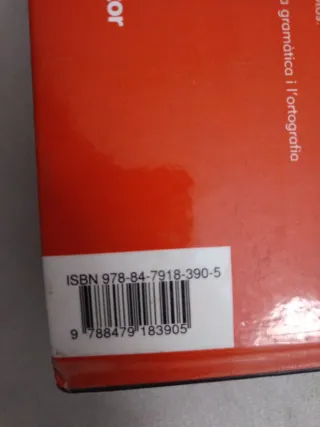 a gramàtica i l'ortografia
ISBN 978-84-7918-390-5
9 788479 183905